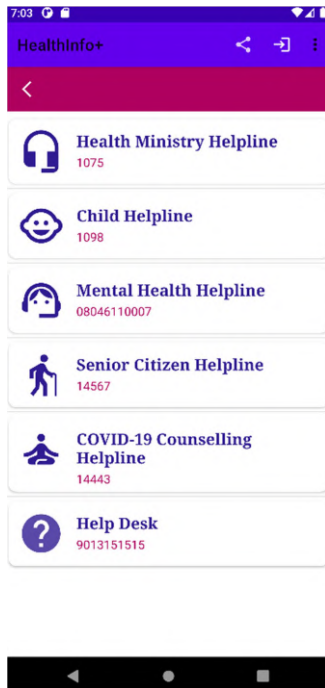 7:03
HealthInfo+
Health Ministry Helpline
1075
Child Helpline
1098
Mental Health Helpline
08046110007
Senior Citizen Helpline
14567
COVID-19 Counselling
Helpline
14443
Help Desk
9013151515